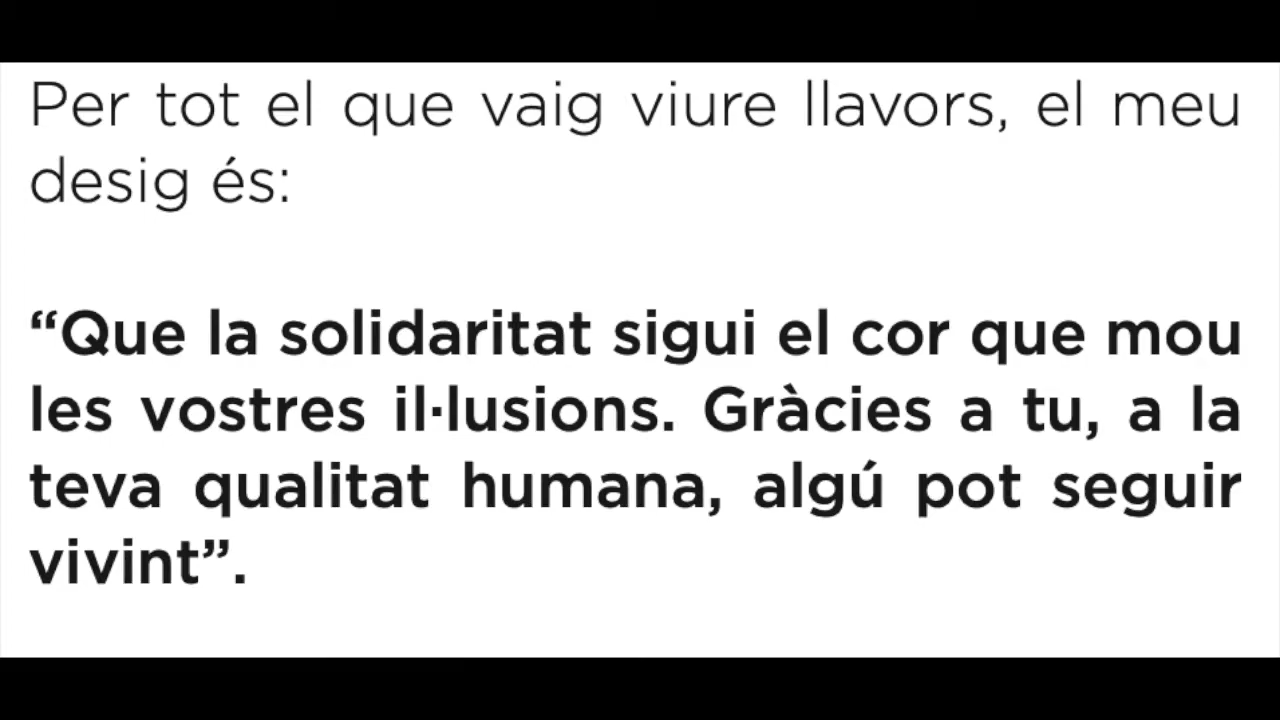 Per tot el que vaig viure llavors, el meu
desig és:
“Que la solidaritat sigui el cor que mou
les vostres il·lusions. Gràcies a tu, a la
teva qualitat humana, algú pot seguir
vivint”.